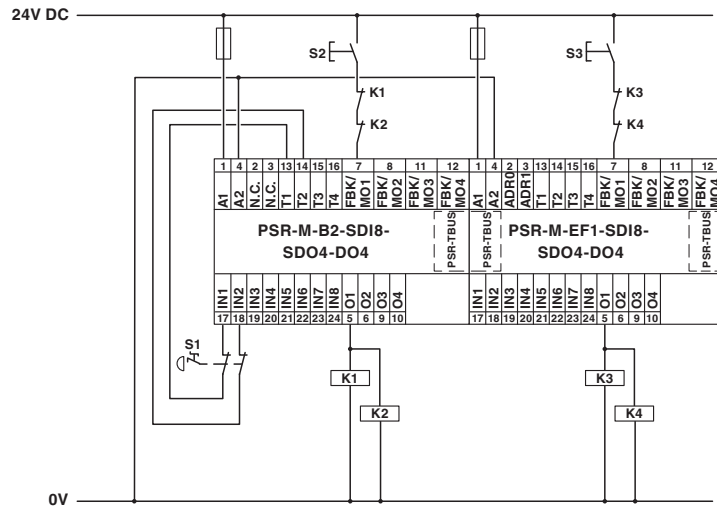 24V DC
S2
S3
K1
K2
K3
K4
1 4 2 3 13 14 15 16 7 8 11 12
A1 A2 N.C. N.C. T1 T2 T3 T4 FBK/MO1 FBK/MO2 FBK/MO3 FBK/MO4
1 4 2 3 13 14 15 16 7 8 11 12
A1 A2 ADR0 ADR1 T1 T2 T3 T4 FBK/MO1 FBK/MO2 FBK/MO3 FBK/MO4
PSR-M-B2-SDI8-
SDO4-DO4
PSR-TBUS
PSR-TBUS
PSR-M-EF1-SDI8-
SDO4-DO4
PSR-TBUS
IN1 IN2 IN3 IN4 IN5 IN6 IN7 IN8 O1 O2 O3 O4
17 18 19 20 21 22 23 24 5 6 9 10
IN1 IN2 IN3 IN4 IN5 IN6 IN7 IN8 O1 O2 O3 O4
17 18 19 20 21 22 23 24 5 6 9 10
S1
K1
K2
K3
K4
0V